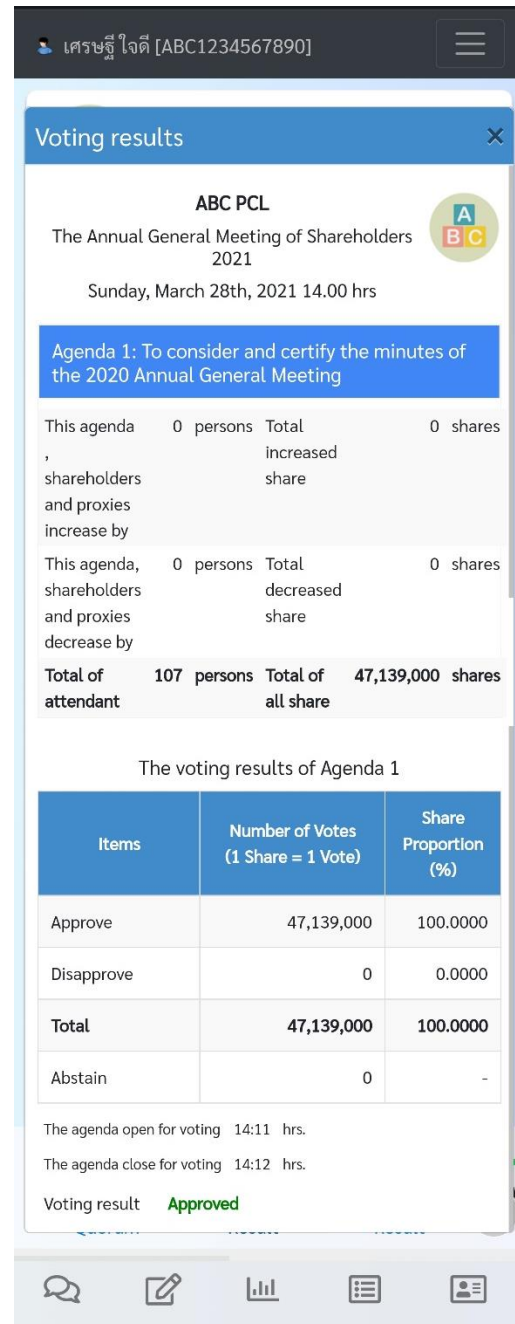 เศรษฐี ใจดี [ABC1234567890]
Voting results
×
ABC PCL
A
B C
The Annual General Meeting of Shareholders
2021
Sunday, March 28th, 2021 14.00 hrs
Agenda 1: To consider and certify the minutes of
the 2020 Annual General Meeting
This agenda 0 persons Total 0 shares
, increased
shareholders share
and proxies
increase by
This agenda, 0 persons Total 0 shares
shareholders decreased
and proxies share
decrease by
Total of 107 persons Total of 47,139,000 shares
attendant all share
The voting results of Agenda 1
Items Number of Votes (1 Share = 1 Vote) Share Proportion (%)
Approve 47,139,000 100.0000
Disapprove 0 0.0000
Total 47,139,000 100.0000
Abstain 0 -
The agenda open for voting 14:11 hrs.
The agenda close for voting 14:12 hrs.
Voting result Approved